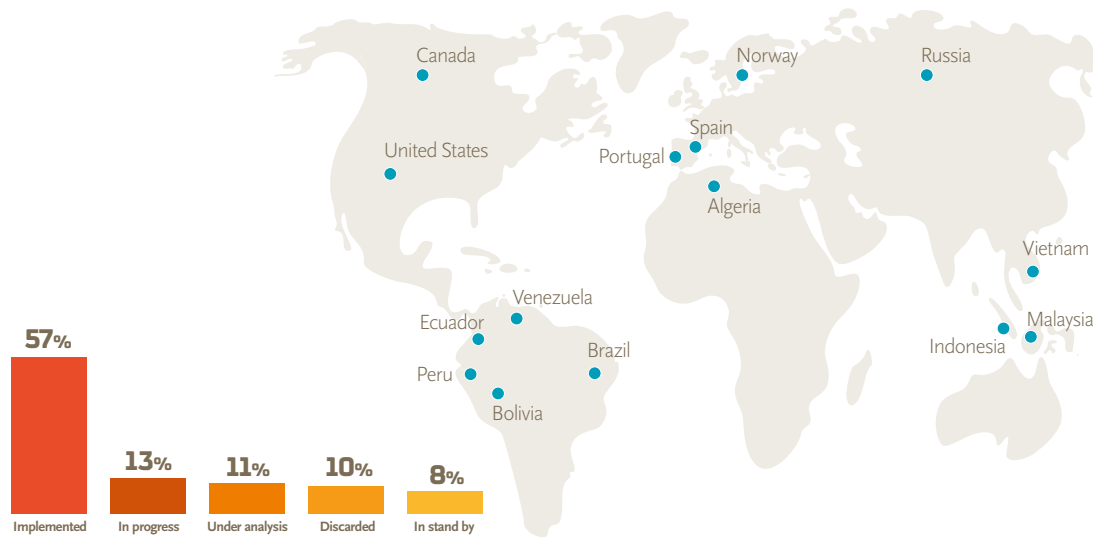 Canada
Norway
Russia
United States
Spain
Portugal
Algeria
Vietnam
Venezuela
Ecuador
Malaysia
Indonesia
Brazil
Peru
Bolivia
57%
13%
11%
10%
8%
Implemented
In progress
Under analysis
Discarded
In stand by